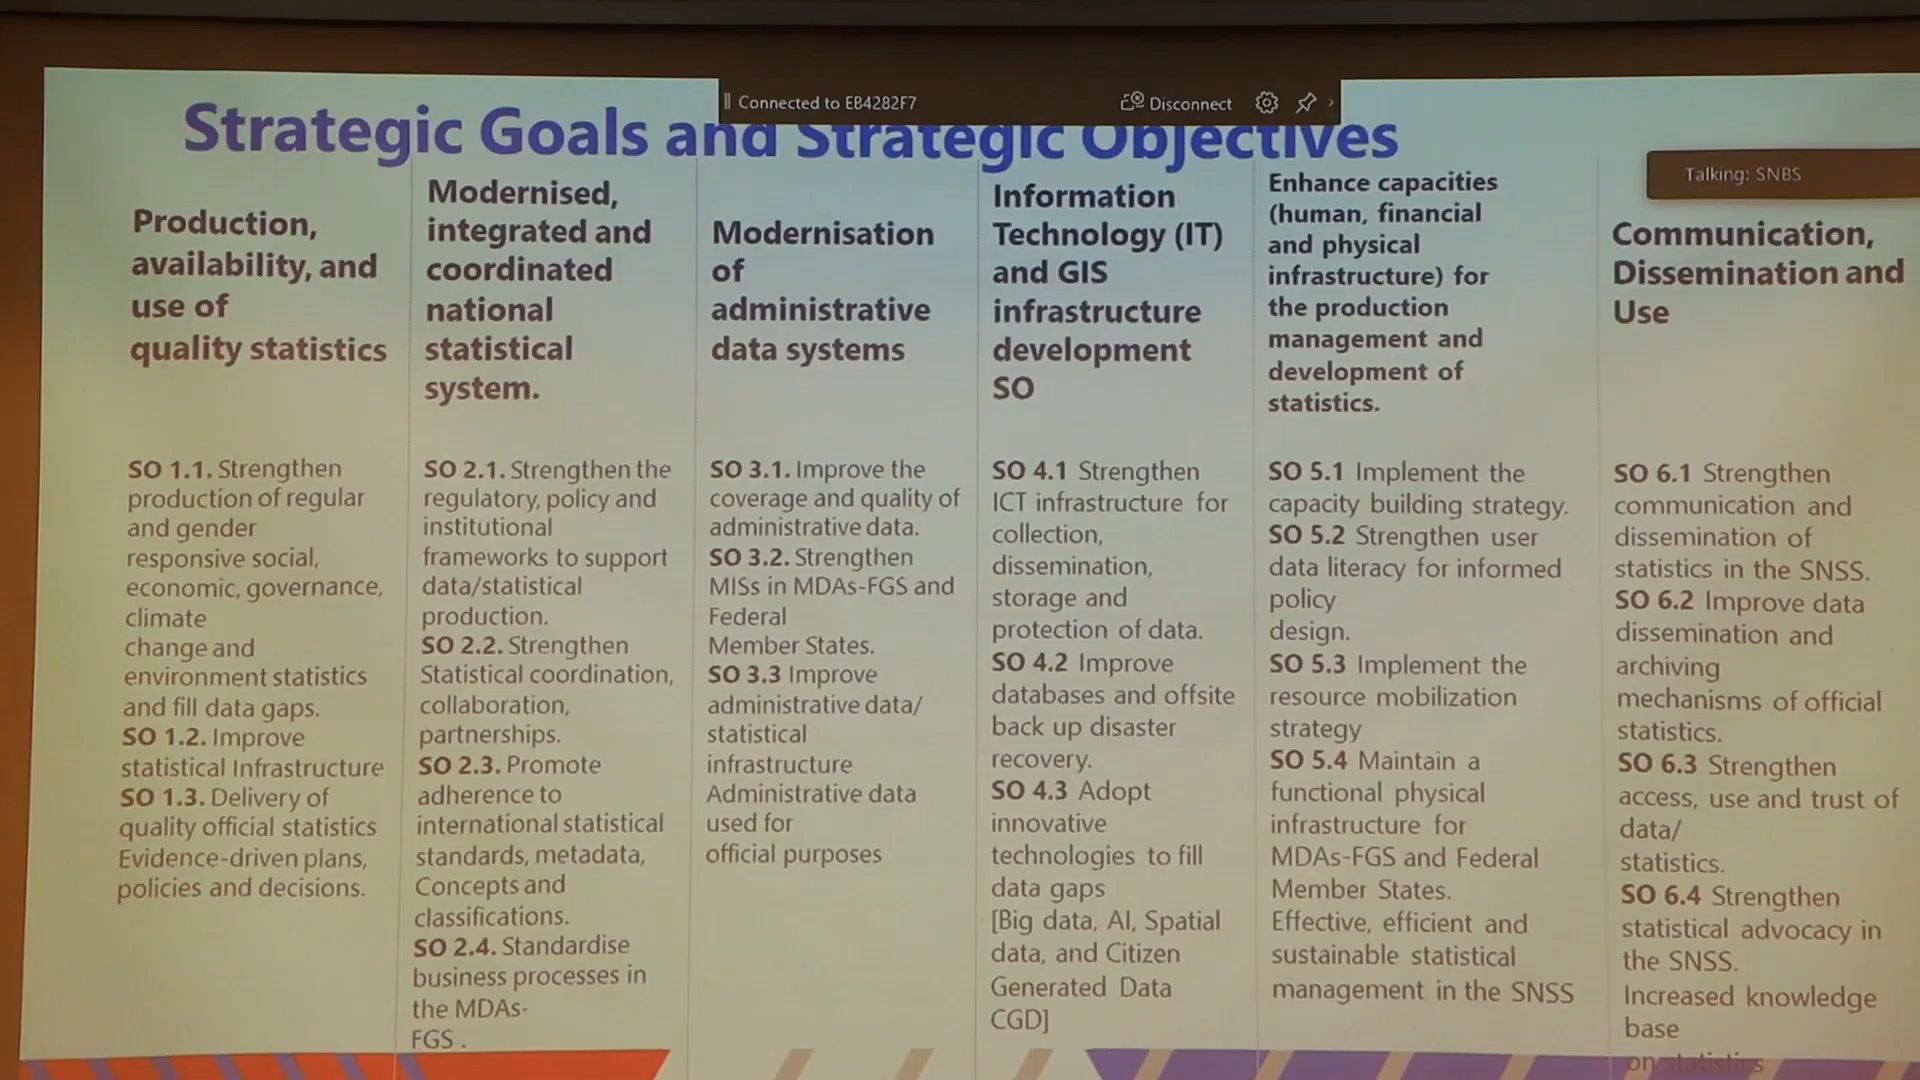 Connected to EB4282F7
Disconnect
Strategic Goals and Strategic Objectives
Talking: SNBS
Production,
availability, and
use of
quality statistics
SO 1.1. Strengthen
production of regular
and gender
responsive social,
economic, governance,
climate
change and
environment statistics
and fill data gaps.
SO 1.2. Improve
statistical Infrastructure
SO 1.3. Delivery of
quality official statistics
Evidence-driven plans,
policies and decisions.
Modernised,
integrated and
coordinated
national
statistical
system.
SO 2.1. Strengthen the
regulatory, policy and
institutional
frameworks to support
data/statistical
production.
SO 2.2. Strengthen
Statistical coordination,
collaboration,
partnerships.
SO 2.3. Promote
adherence to
international statistical
standards, metadata,
Concepts and
classifications.
SO 2.4. Standardise
business processes in
the MDAs-
FGS .
Modernisation
of
administrative
data systems
SO 3.1. Improve the
coverage and quality of
administrative data.
SO 3.2. Strengthen
MISs in MDAs-FGS and
Federal
Member States.
SO 3.3 Improve
administrative data/
statistical
infrastructure
Administrative data
used for
official purposes
Information
Technology (IT)
and GIS
infrastructure
development
SO
SO 4.1 Strengthen
ICT infrastructure for
collection,
dissemination,
storage and
protection of data.
SO 4.2 Improve
databases and offsite
back up disaster
recovery.
SO 4.3 Adopt
innovative
technologies to fill
data gaps
[Big data, AI, Spatial
data, and Citizen
Generated Data
CGD]
Enhance capacities
(human, financial
and physical
infrastructure) for
the production
management and
development of
statistics.
SO 5.1 Implement the
capacity building strategy.
SO 5.2 Strengthen user
data literacy for informed
policy
design.
SO 5.3 Implement the
resource mobilization
strategy
SO 5.4 Maintain a
functional physical
infrastructure for
MDAs-FGS and Federal
Member States.
Effective, efficient and
sustainable statistical
management in the SNSS
Communication,
Dissemination and
Use
SO 6.1 Strengthen
communication and
dissemination of
statistics in the SNSS.
SO 6.2 Improve data
dissemination and
archiving
mechanisms of official
statistics.
SO 6.3 Strengthen
access, use and trust of
data/
statistics.
SO 6.4 Strengthen
statistical advocacy in
the SNSS.
Increased knowledge
base
on statistics